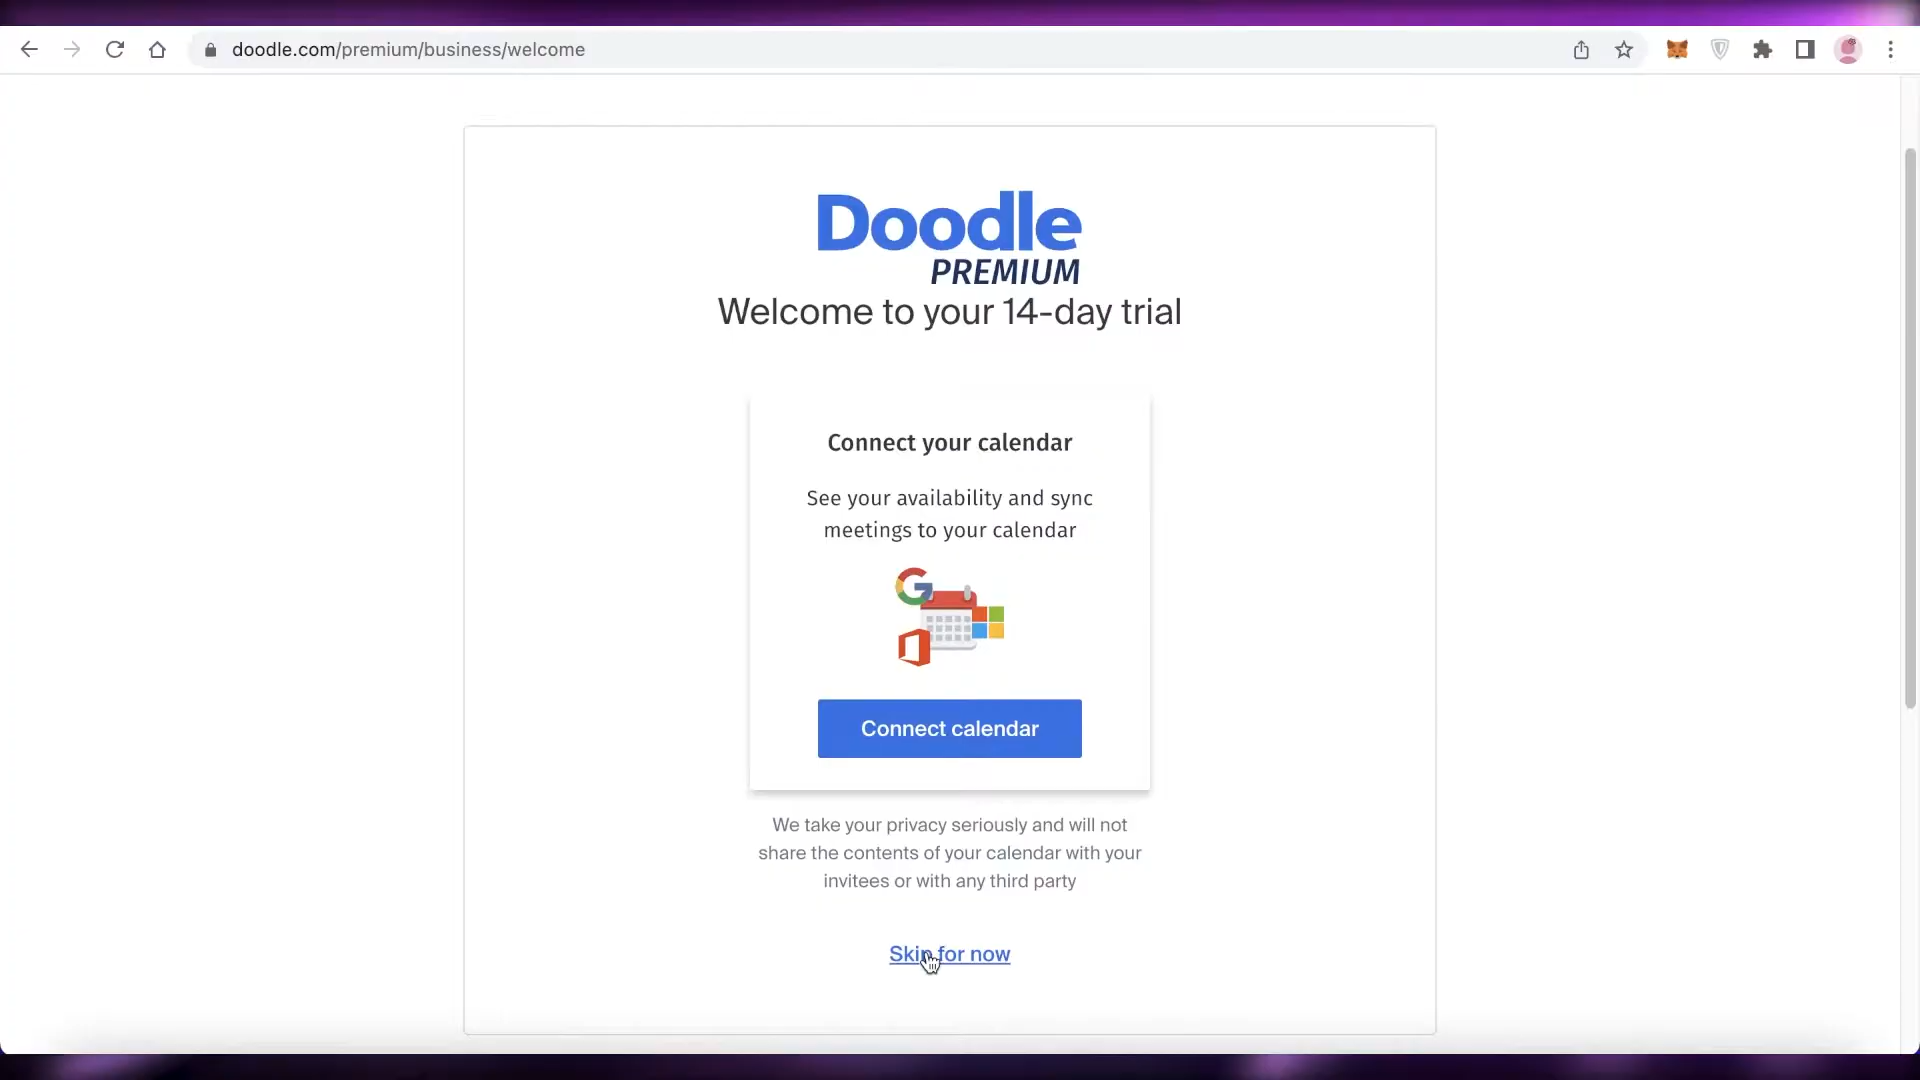 doodle.com/premium/business/welcome
Doodle
PREMIUM
Welcome to your 14-day trial
Connect your calendar
See your availability and sync
meetings to your calendar
Connect calendar
We take your privacy seriously and will not
share the contents of your calendar with your
invitees or with any third party
Skip for now